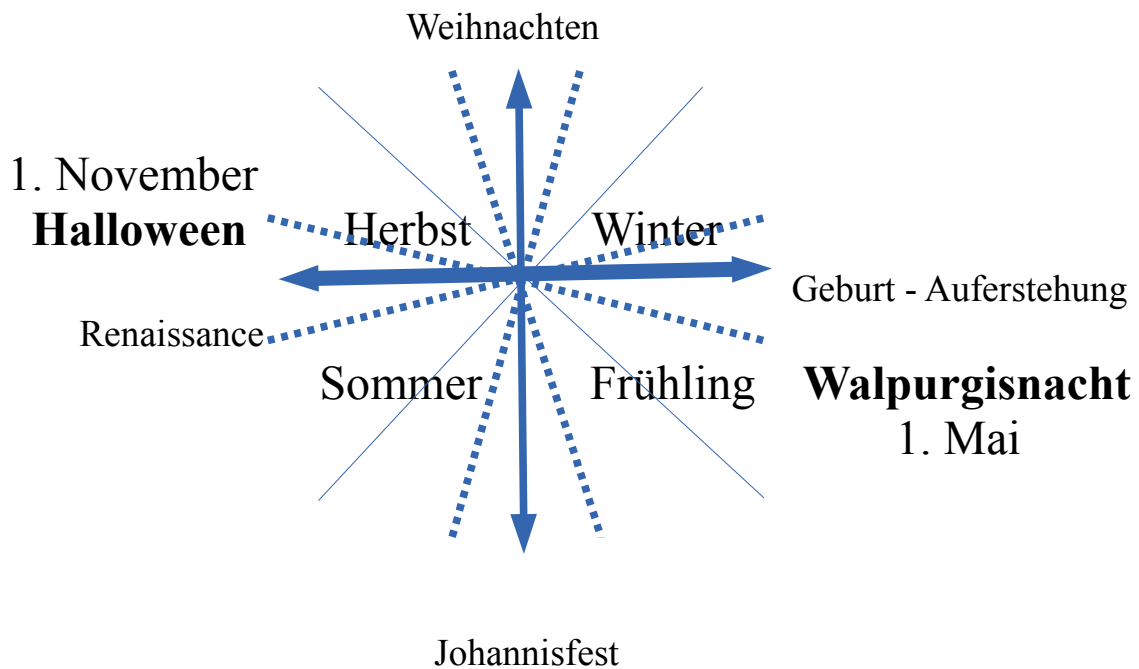 Weihnachten
1. November
Halloween
Herbst
Winter
Geburt - Auferstehung
Renaissance
Sommer
Frühling
Walpurgisnacht
1. Mai
Johannisfest